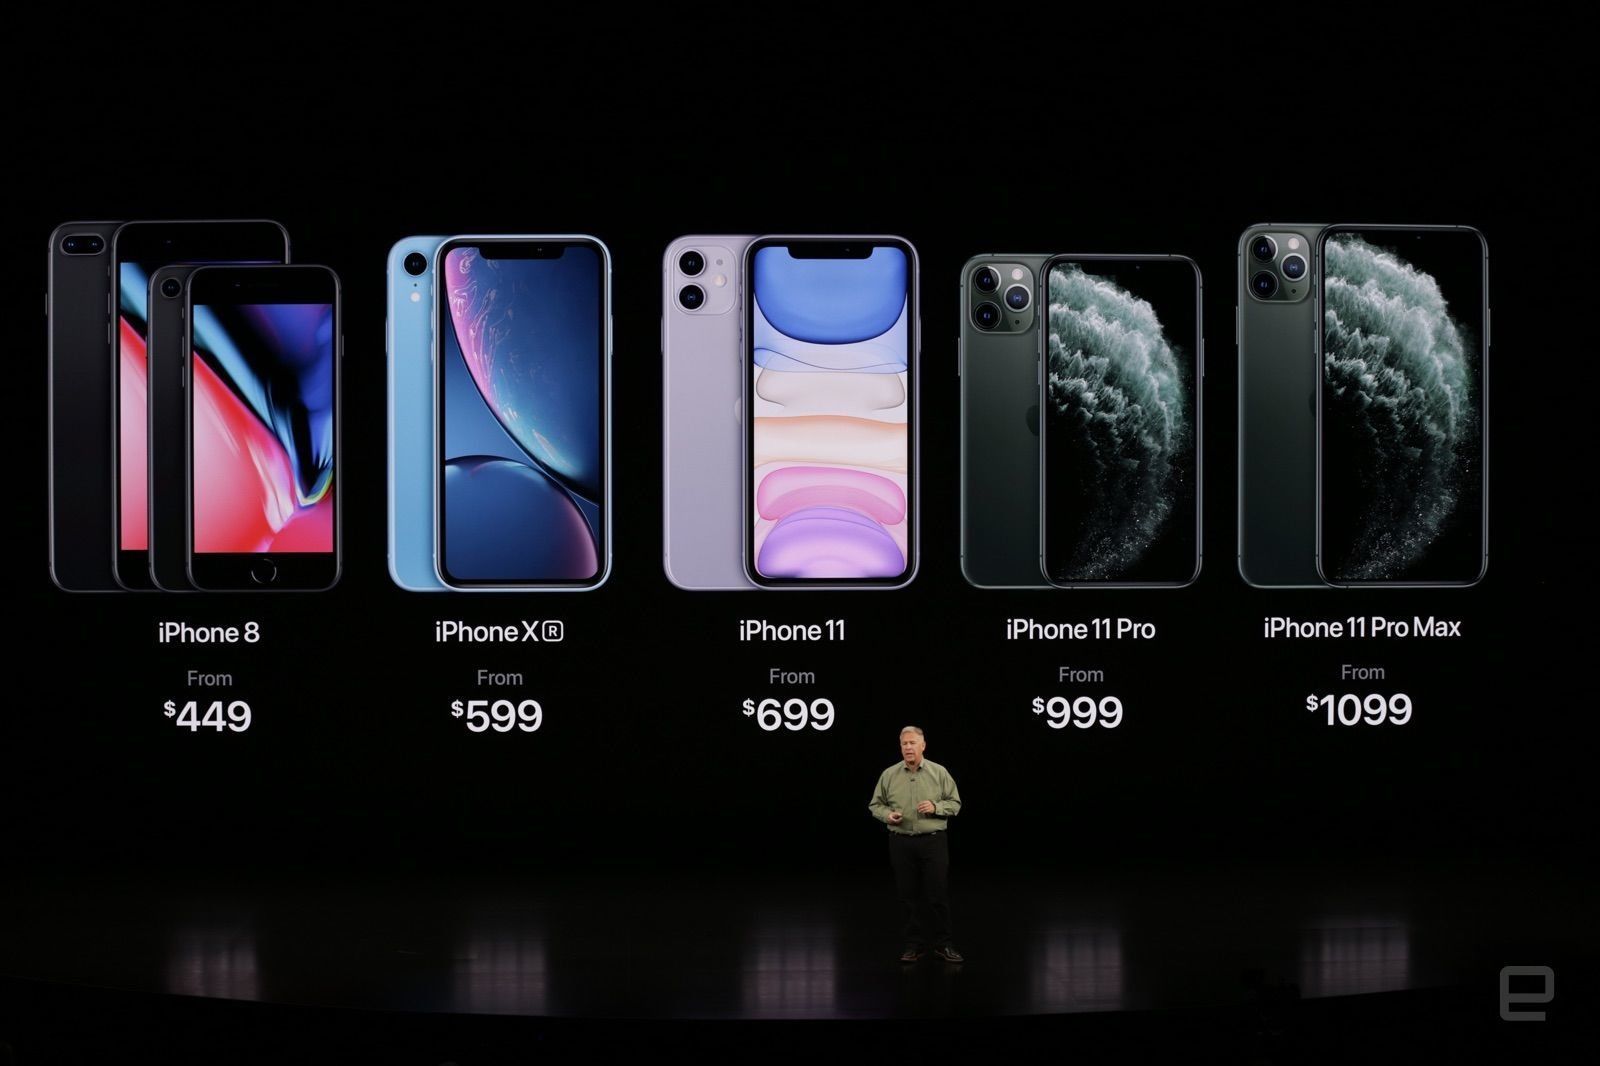 iPhone 8
From
$449
iPhone XR
From
$599
iPhone 11
From
$699
iPhone 11 Pro
From
$999
iPhone 11 Pro Max
From
$1099
e